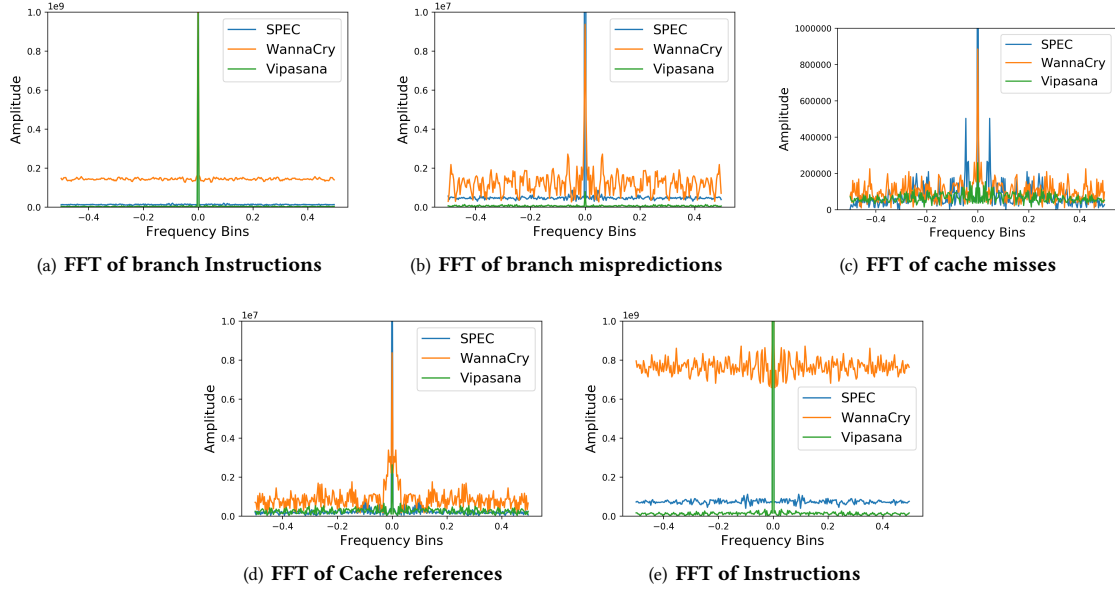 1e9
1.0
0.8
0.6
0.4
0.2
0.0
Amplitude
SPEC
WannaCry
Vipasana
−0.4 −0.2 0.0 0.2 0.4
Frequency Bins
(a) FFT of branch Instructions
1e7
1.0
0.8
0.6
0.4
0.2
0.0
Amplitude
SPEC
WannaCry
Vipasana
−0.4 −0.2 0.0 0.2 0.4
Frequency Bins
(b) FFT of branch mispredictions
1000000
800000
600000
400000
200000
0
Amplitude
SPEC
WannaCry
Vipasana
−0.4 −0.2 0.0 0.2 0.4
Frequency Bins
(c) FFT of cache misses
1e7
1.0
0.8
0.6
0.4
0.2
0.0
Amplitude
SPEC
WannaCry
Vipasana
−0.4 −0.2 0.0 0.2 0.4
Frequency Bins
(d) FFT of Cache references
1e9
1.0
0.8
0.6
0.4
0.2
0.0
Amplitude
SPEC
WannaCry
Vipasana
−0.4 −0.2 0.0 0.2 0.4
Frequency Bins
(e) FFT of Instructions